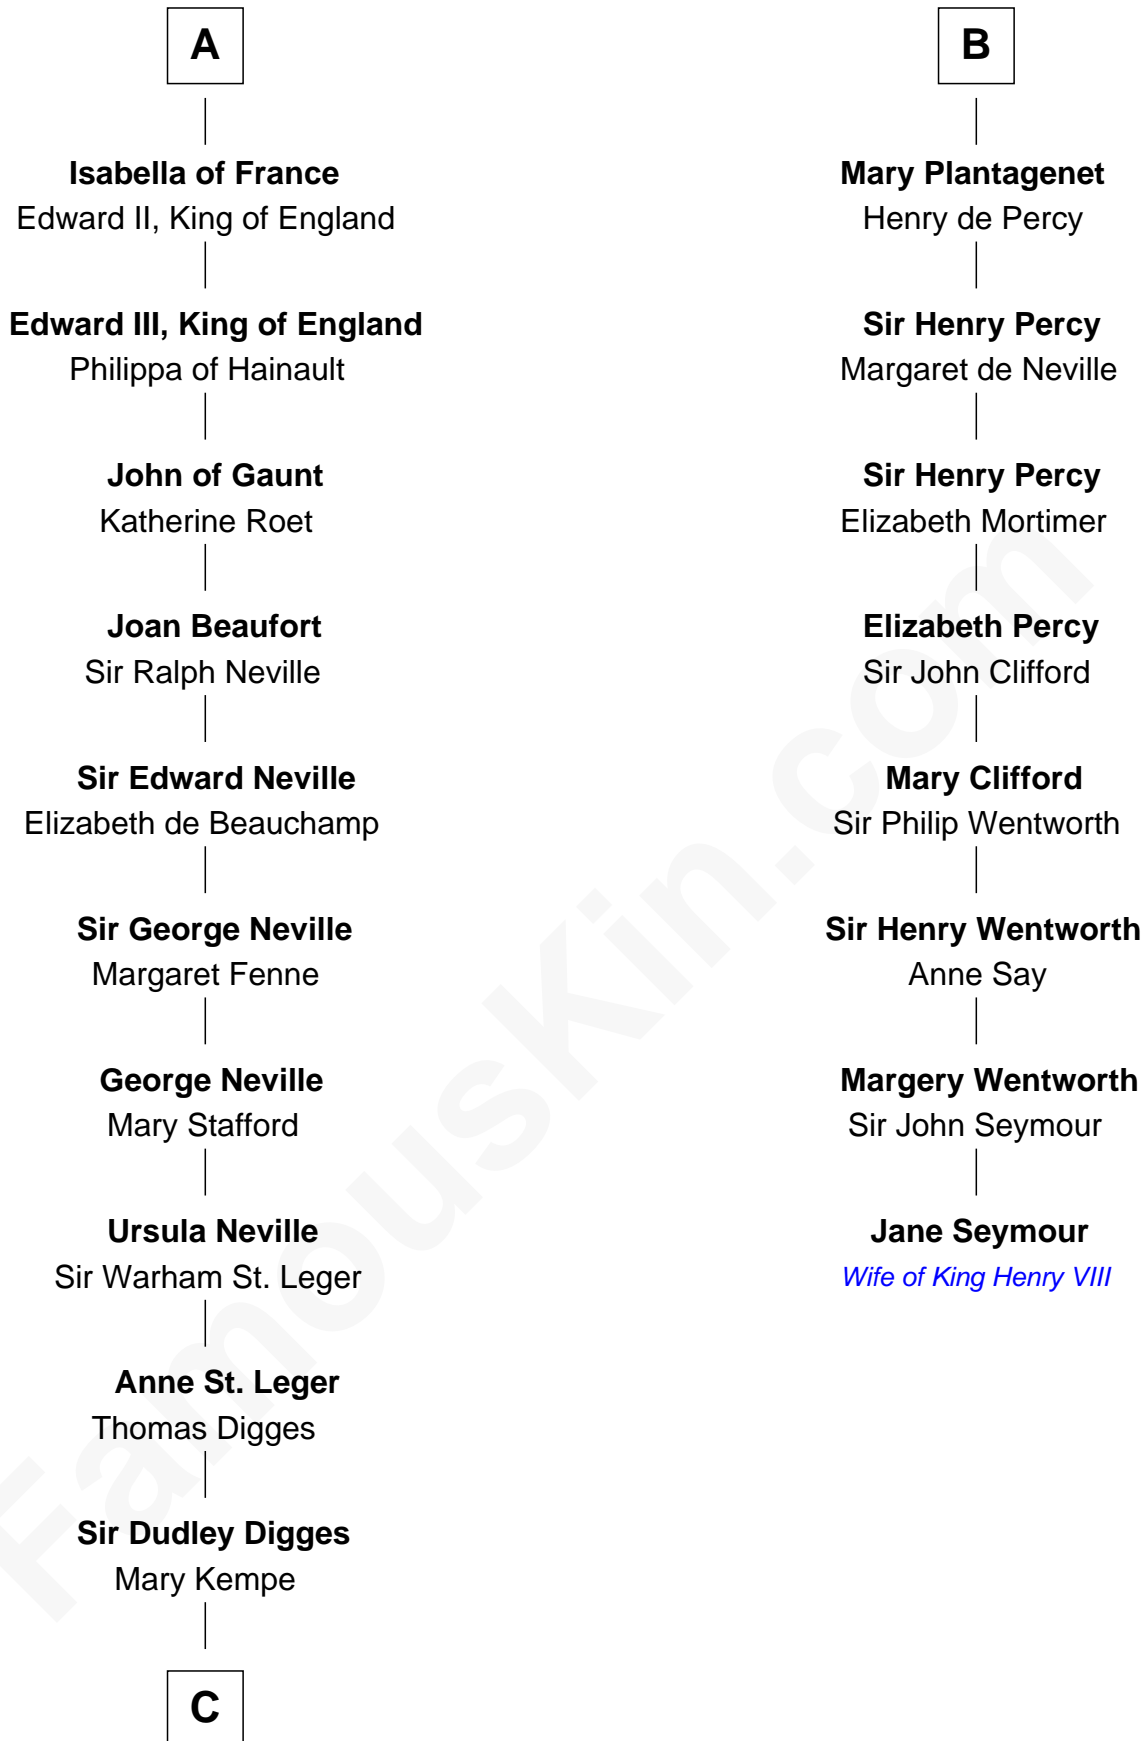 A
Isabella of France
Edward II, King of England
Edward III, King of England
Philippa of Hainault
John of Gaunt
Katherine Roet
Joan Beaufort
Sir Ralph Neville
Sir Edward Neville
Elizabeth de Beauchamp
Sir George Neville
Margaret Fenne
George Neville
Mary Stafford
Ursula Neville
Sir Warham St. Leger
Anne St. Leger
Thomas Digges
Sir Dudley Digges
Mary Kempe
C
B
Mary Plantagenet
Henry de Percy
Sir Henry Percy
Margaret de Neville
Sir Henry Percy
Elizabeth Mortimer
Elizabeth Percy
Sir John Clifford
Mary Clifford
Sir Philip Wentworth
Sir Henry Wentworth
Anne Say
Margery Wentworth
Sir John Seymour
Jane Seymour
Wife of King Henry VIII
FamousKin.com